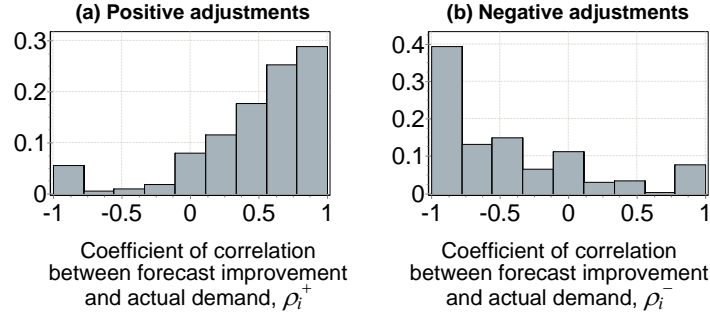 (a) Positive adjustments
0.3
0.2
0.1
0
-1
-0.5
0
0.5
1
Coefficient of correlation
between forecast improvement
and actual demand, ρᵢ⁺
(b) Negative adjustments
0.4
0.3
0.2
0.1
0
-1
-0.5
0
0.5
1
Coefficient of correlation
between forecast improvement
and actual demand, ρᵢ⁻